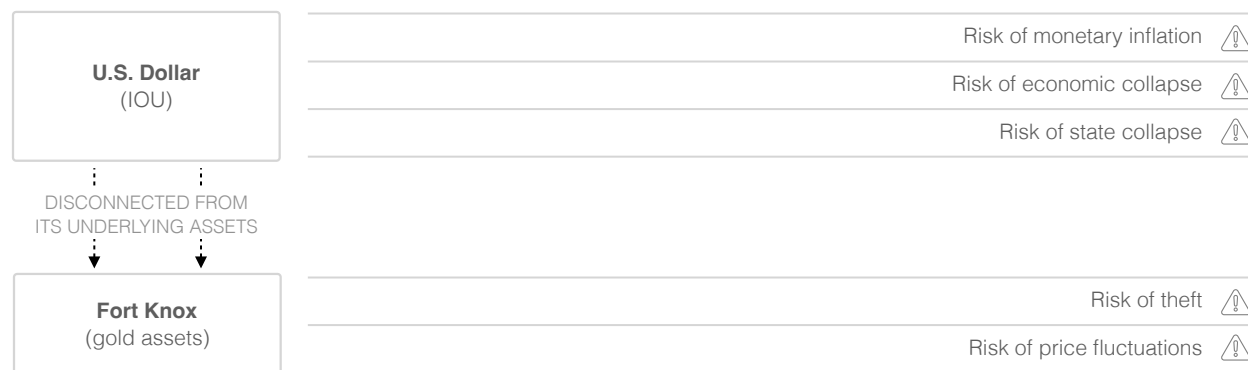 U.S. Dollar
(IOU)
Risk of monetary inflation
Risk of economic collapse
Risk of state collapse
DISCONNECTED FROM
ITS UNDERLYING ASSETS
Fort Knox
(gold assets)
Risk of theft
Risk of price fluctuations